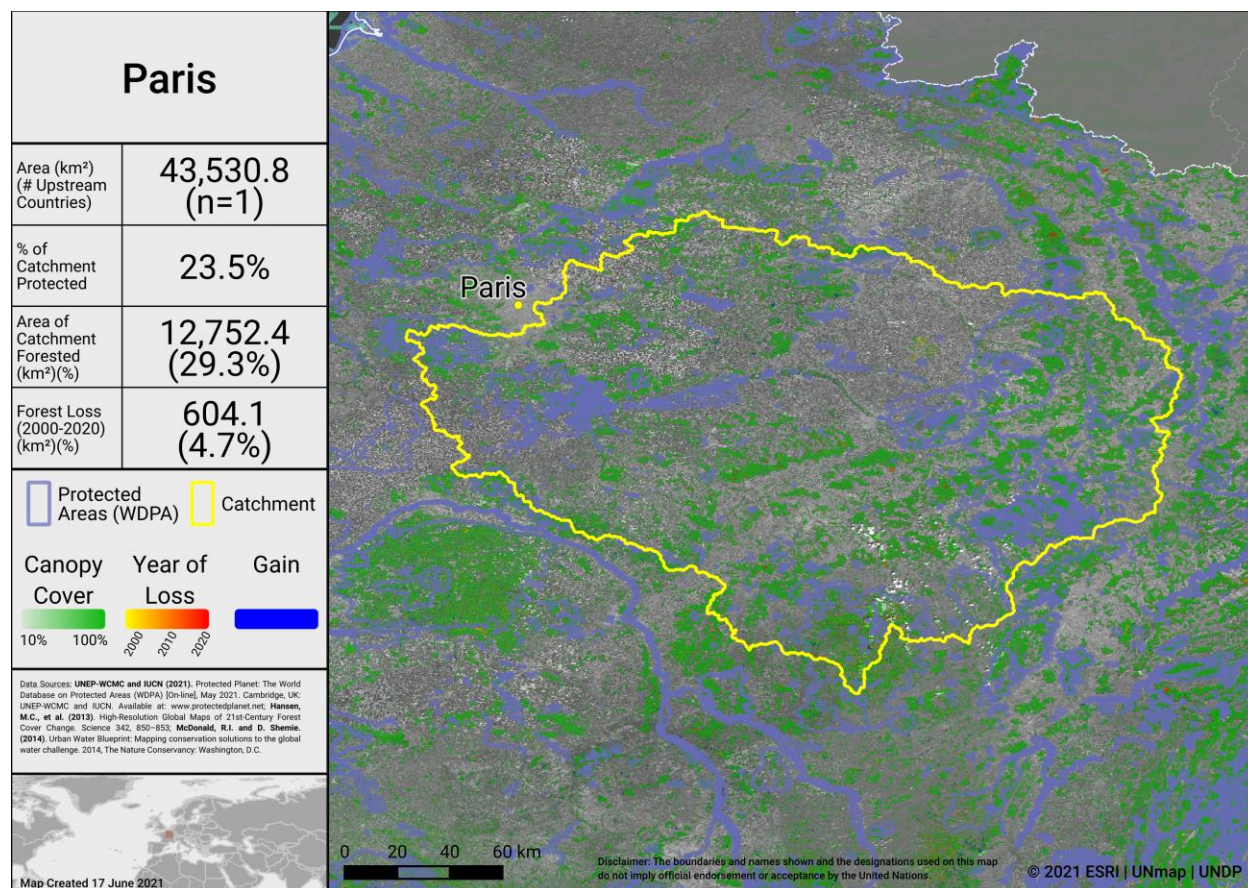 Paris
Area (km²)
(# Upstream
Countries)
43,530.8
(n=1)
% of
Catchment
Protected
23.5%
Area of
Catchment
Forested
(km²)(%)
12,752.4
(29.3%)
Forest Loss
(2000-2020)
(km²)(%)
604.1
(4.7%)
Protected
Areas (WDPA)
Catchment
Canopy
Cover
10% 100%
Year of
Loss
2000 2010 2020
Gain
Data Sources: UNEP-WCMC and IUCN (2021). Protected Planet: The World
Database on Protected Areas (WDPA) [On-line], May 2021. Cambridge, UK:
UNEP-WCMC and IUCN. Available at: www.protectedplanet.net; Hansen,
M.C., et al. (2013). High-Resolution Global Maps of 21st-Century Forest
Cover Change. Science 342, 850–853; McDonald, R.I. and D. Shemie.
(2014). Urban Water Blueprint: Mapping conservation solutions to the global
water challenge. 2014, The Nature Conservancy: Washington, D.C.
Map Created 17 June 2021
Paris
0 20 40 60 km
Disclaimer: The boundaries and names shown and the designations used on this map
do not imply official endorsement or acceptance by the United Nations.
© 2021 ESRI | UNmap | UNDP